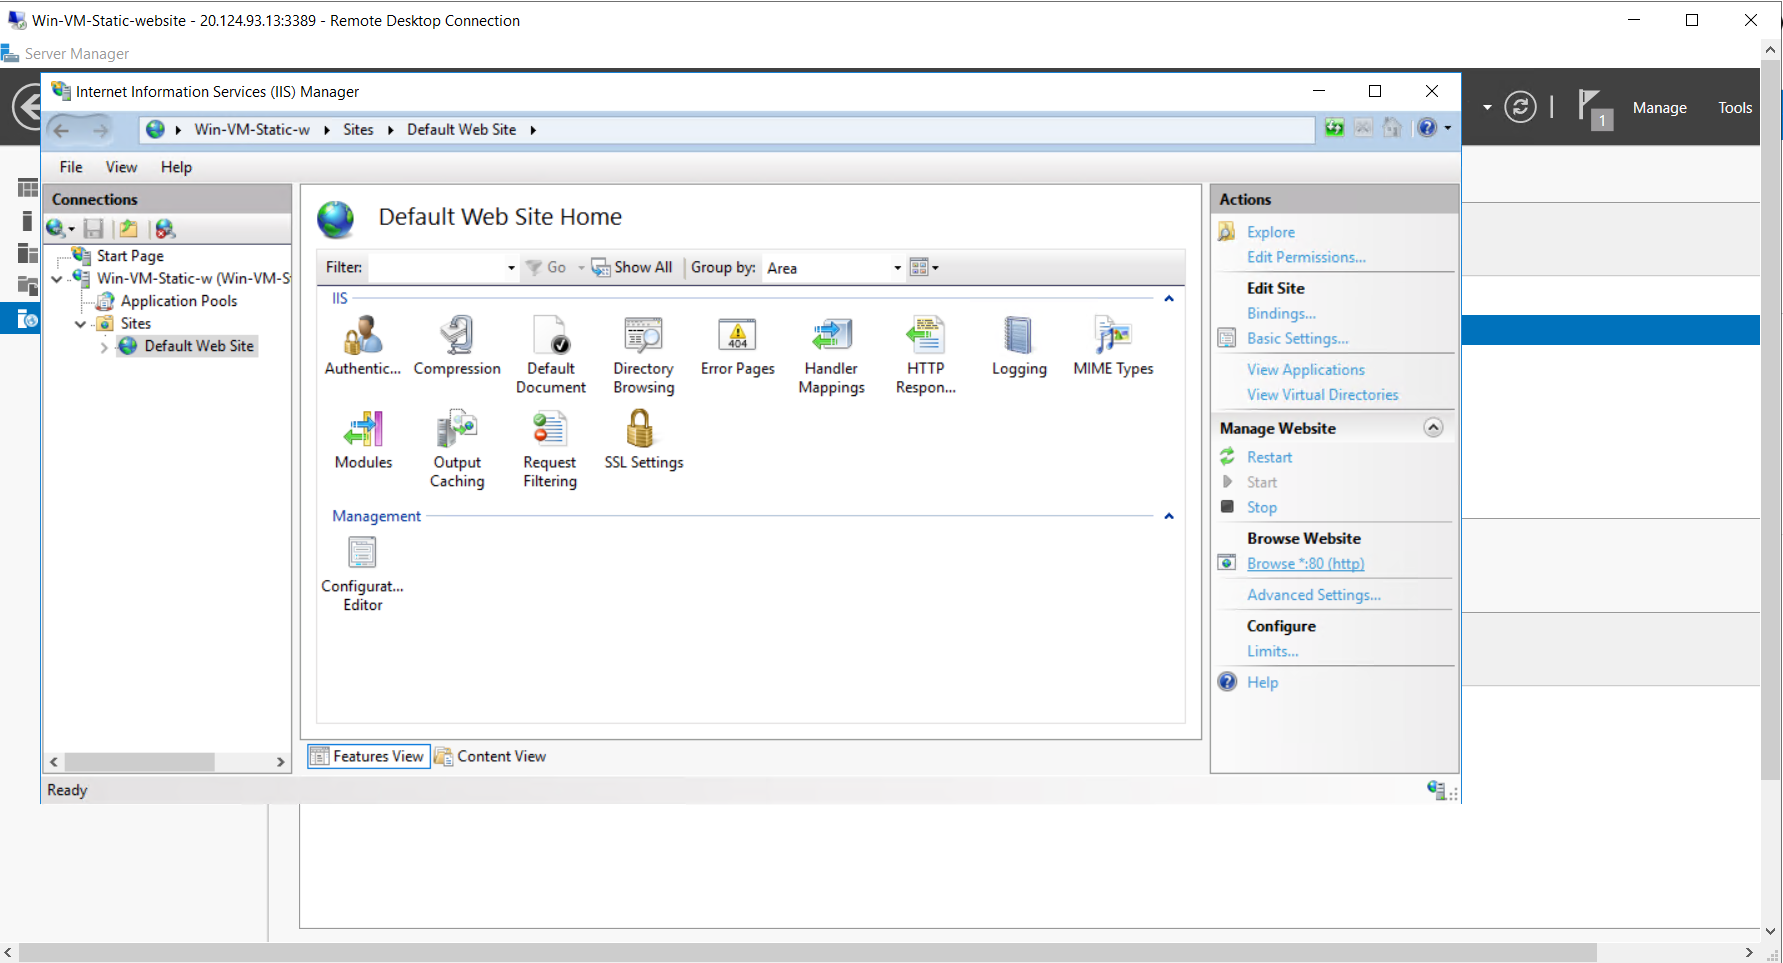 Win-VM-Static-website - 20.124.93.13:3389 - Remote Desktop Connection
Server Manager
Internet Information Services (IIS) Manager
Win-VM-Static-w Sites Default Web Site
1 Manage Tools
File View Help
Connections
Start Page
Win-VM-Static-w (Win-VM-S
Application Pools
Sites
Default Web Site
Default Web Site Home
Filter: Go Show All Group by: Area
IIS
Authentic... Compression Default Document Directory Browsing Error Pages Handler Mappings HTTP Respon... Logging MIME Types
404
Modules Output Caching Request Filtering SSL Settings
Management
Configurat... Editor
Features View Content View
Actions
Explore
Edit Permissions...
Edit Site
Bindings...
Basic Settings...
View Applications
View Virtual Directories
Manage Website
Restart
Start
Stop
Browse Website
Browse *:80 (http)
Advanced Settings...
Configure
Limits...
Help
Ready